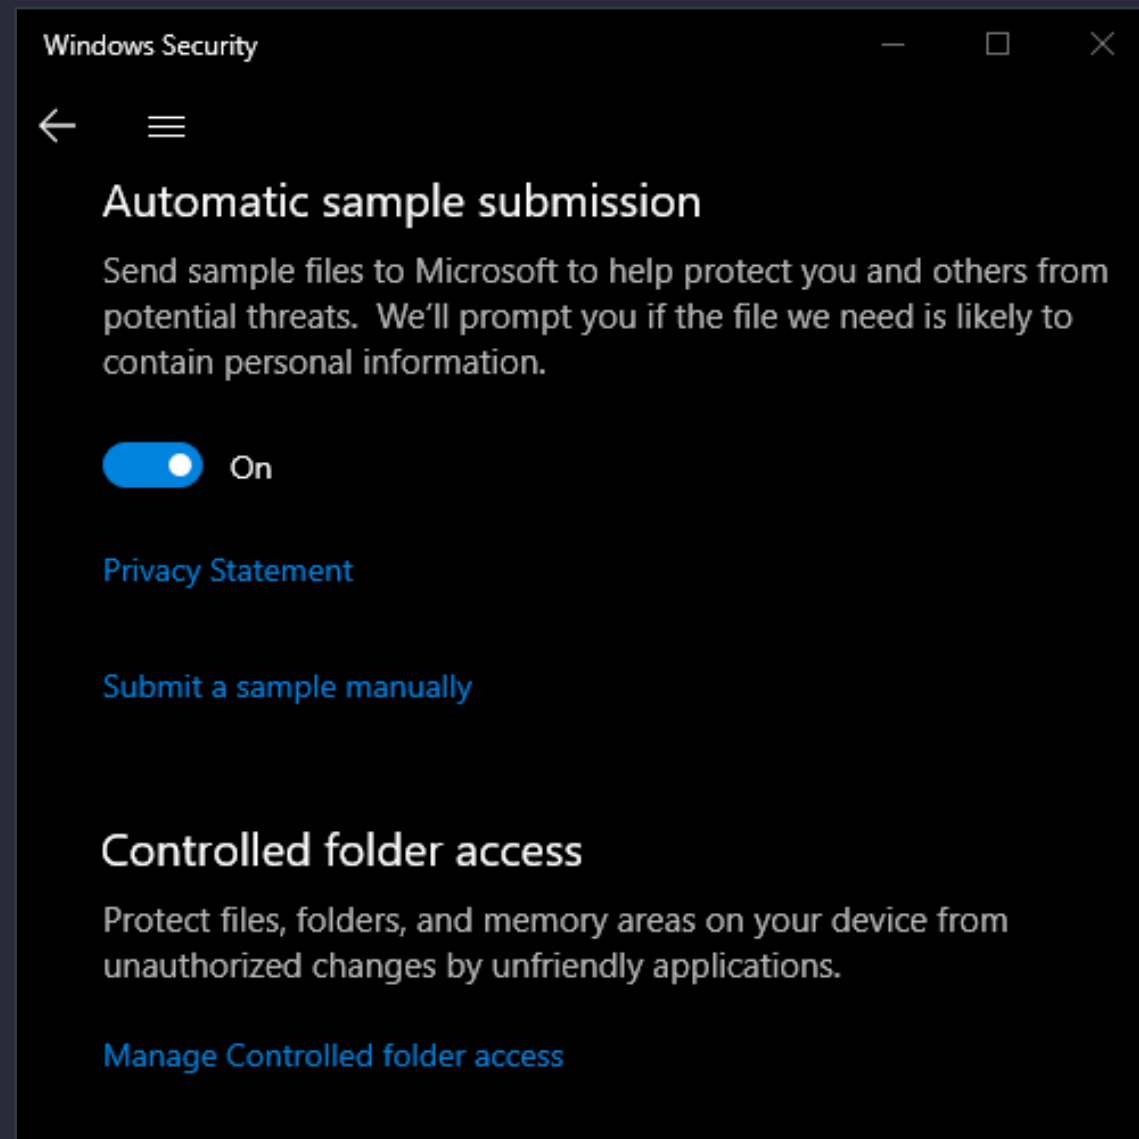 Windows Security
Automatic sample submission
Send sample files to Microsoft to help protect you and others from
potential threats.  We’ll prompt you if the file we need is likely to
contain personal information.
On
Privacy Statement
Submit a sample manually
Controlled folder access
Protect files, folders, and memory areas on your device from
unauthorized changes by unfriendly applications.
Manage Controlled folder access